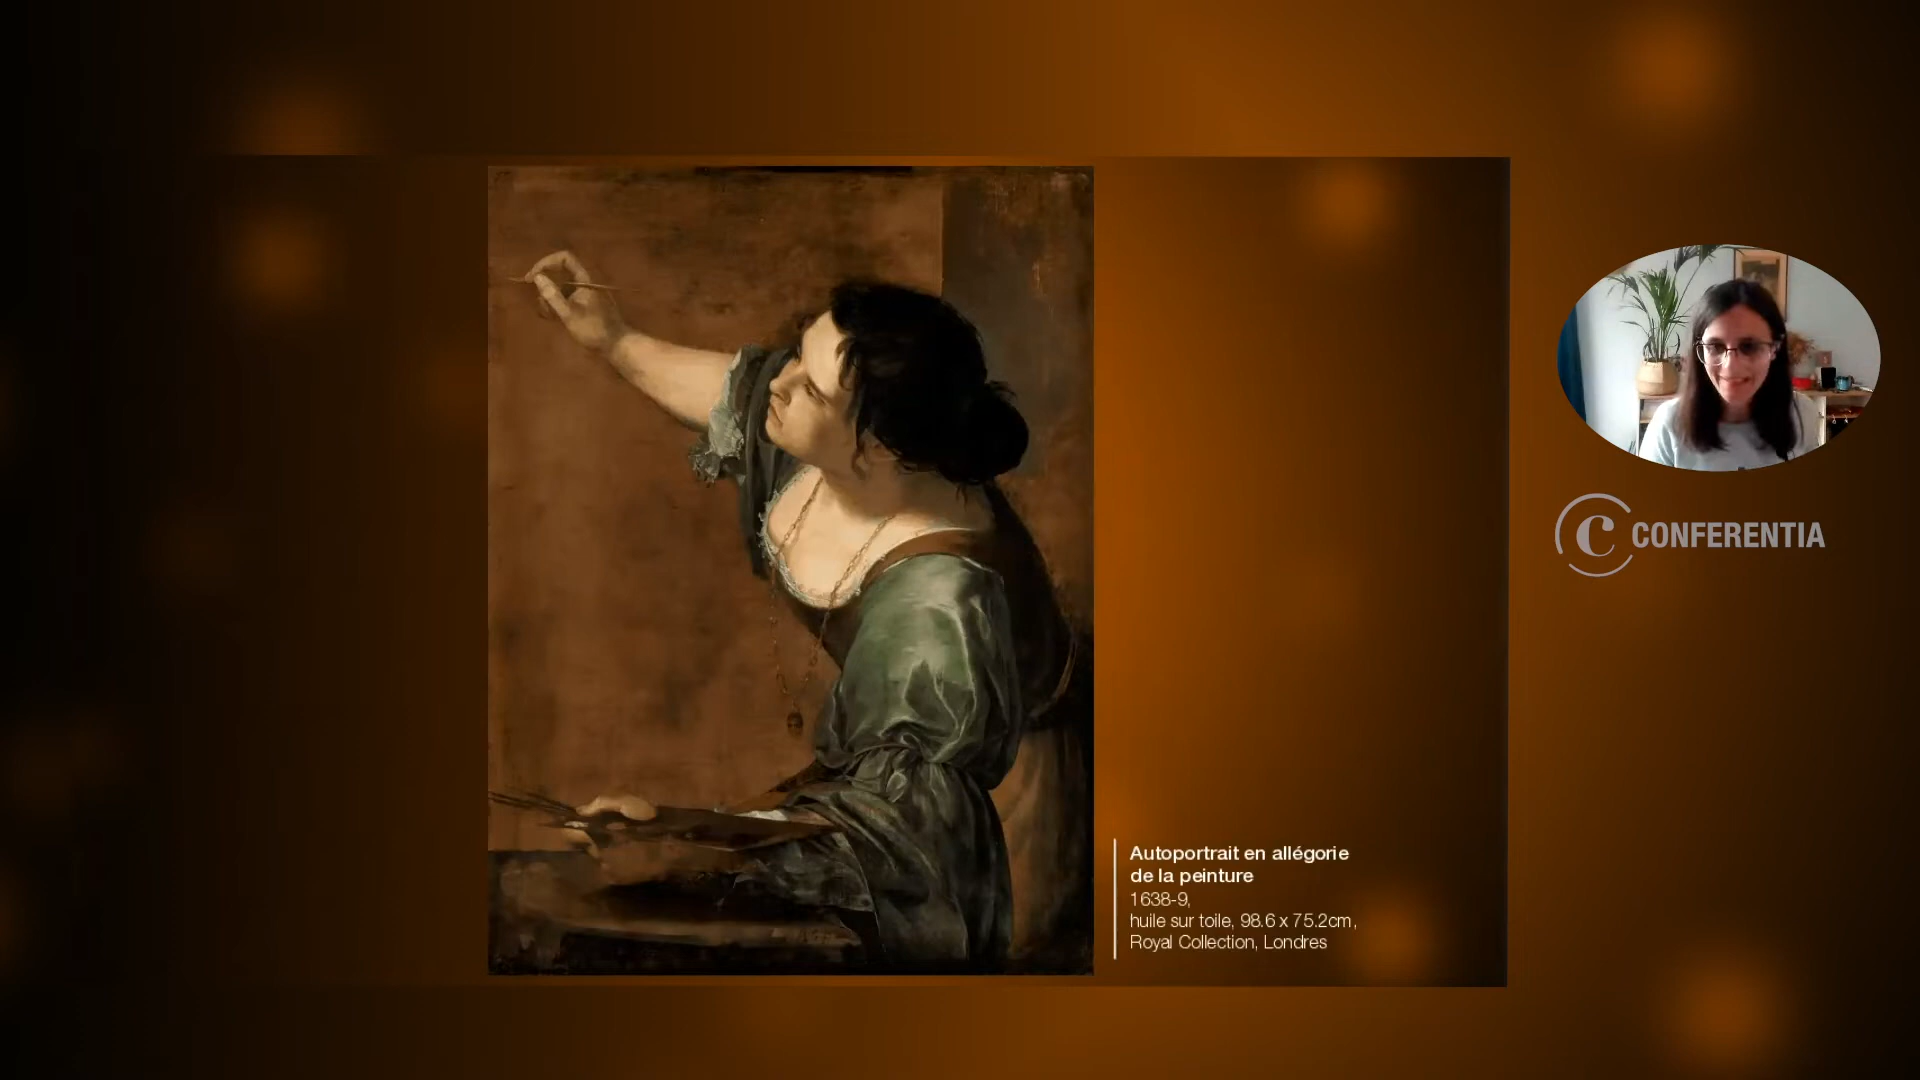 Autoportrait en allégorie
de la peinture
1638-9,
huile sur toile, 98.6 x 75.2cm,
Royal Collection, Londres
C CONFERENTIA